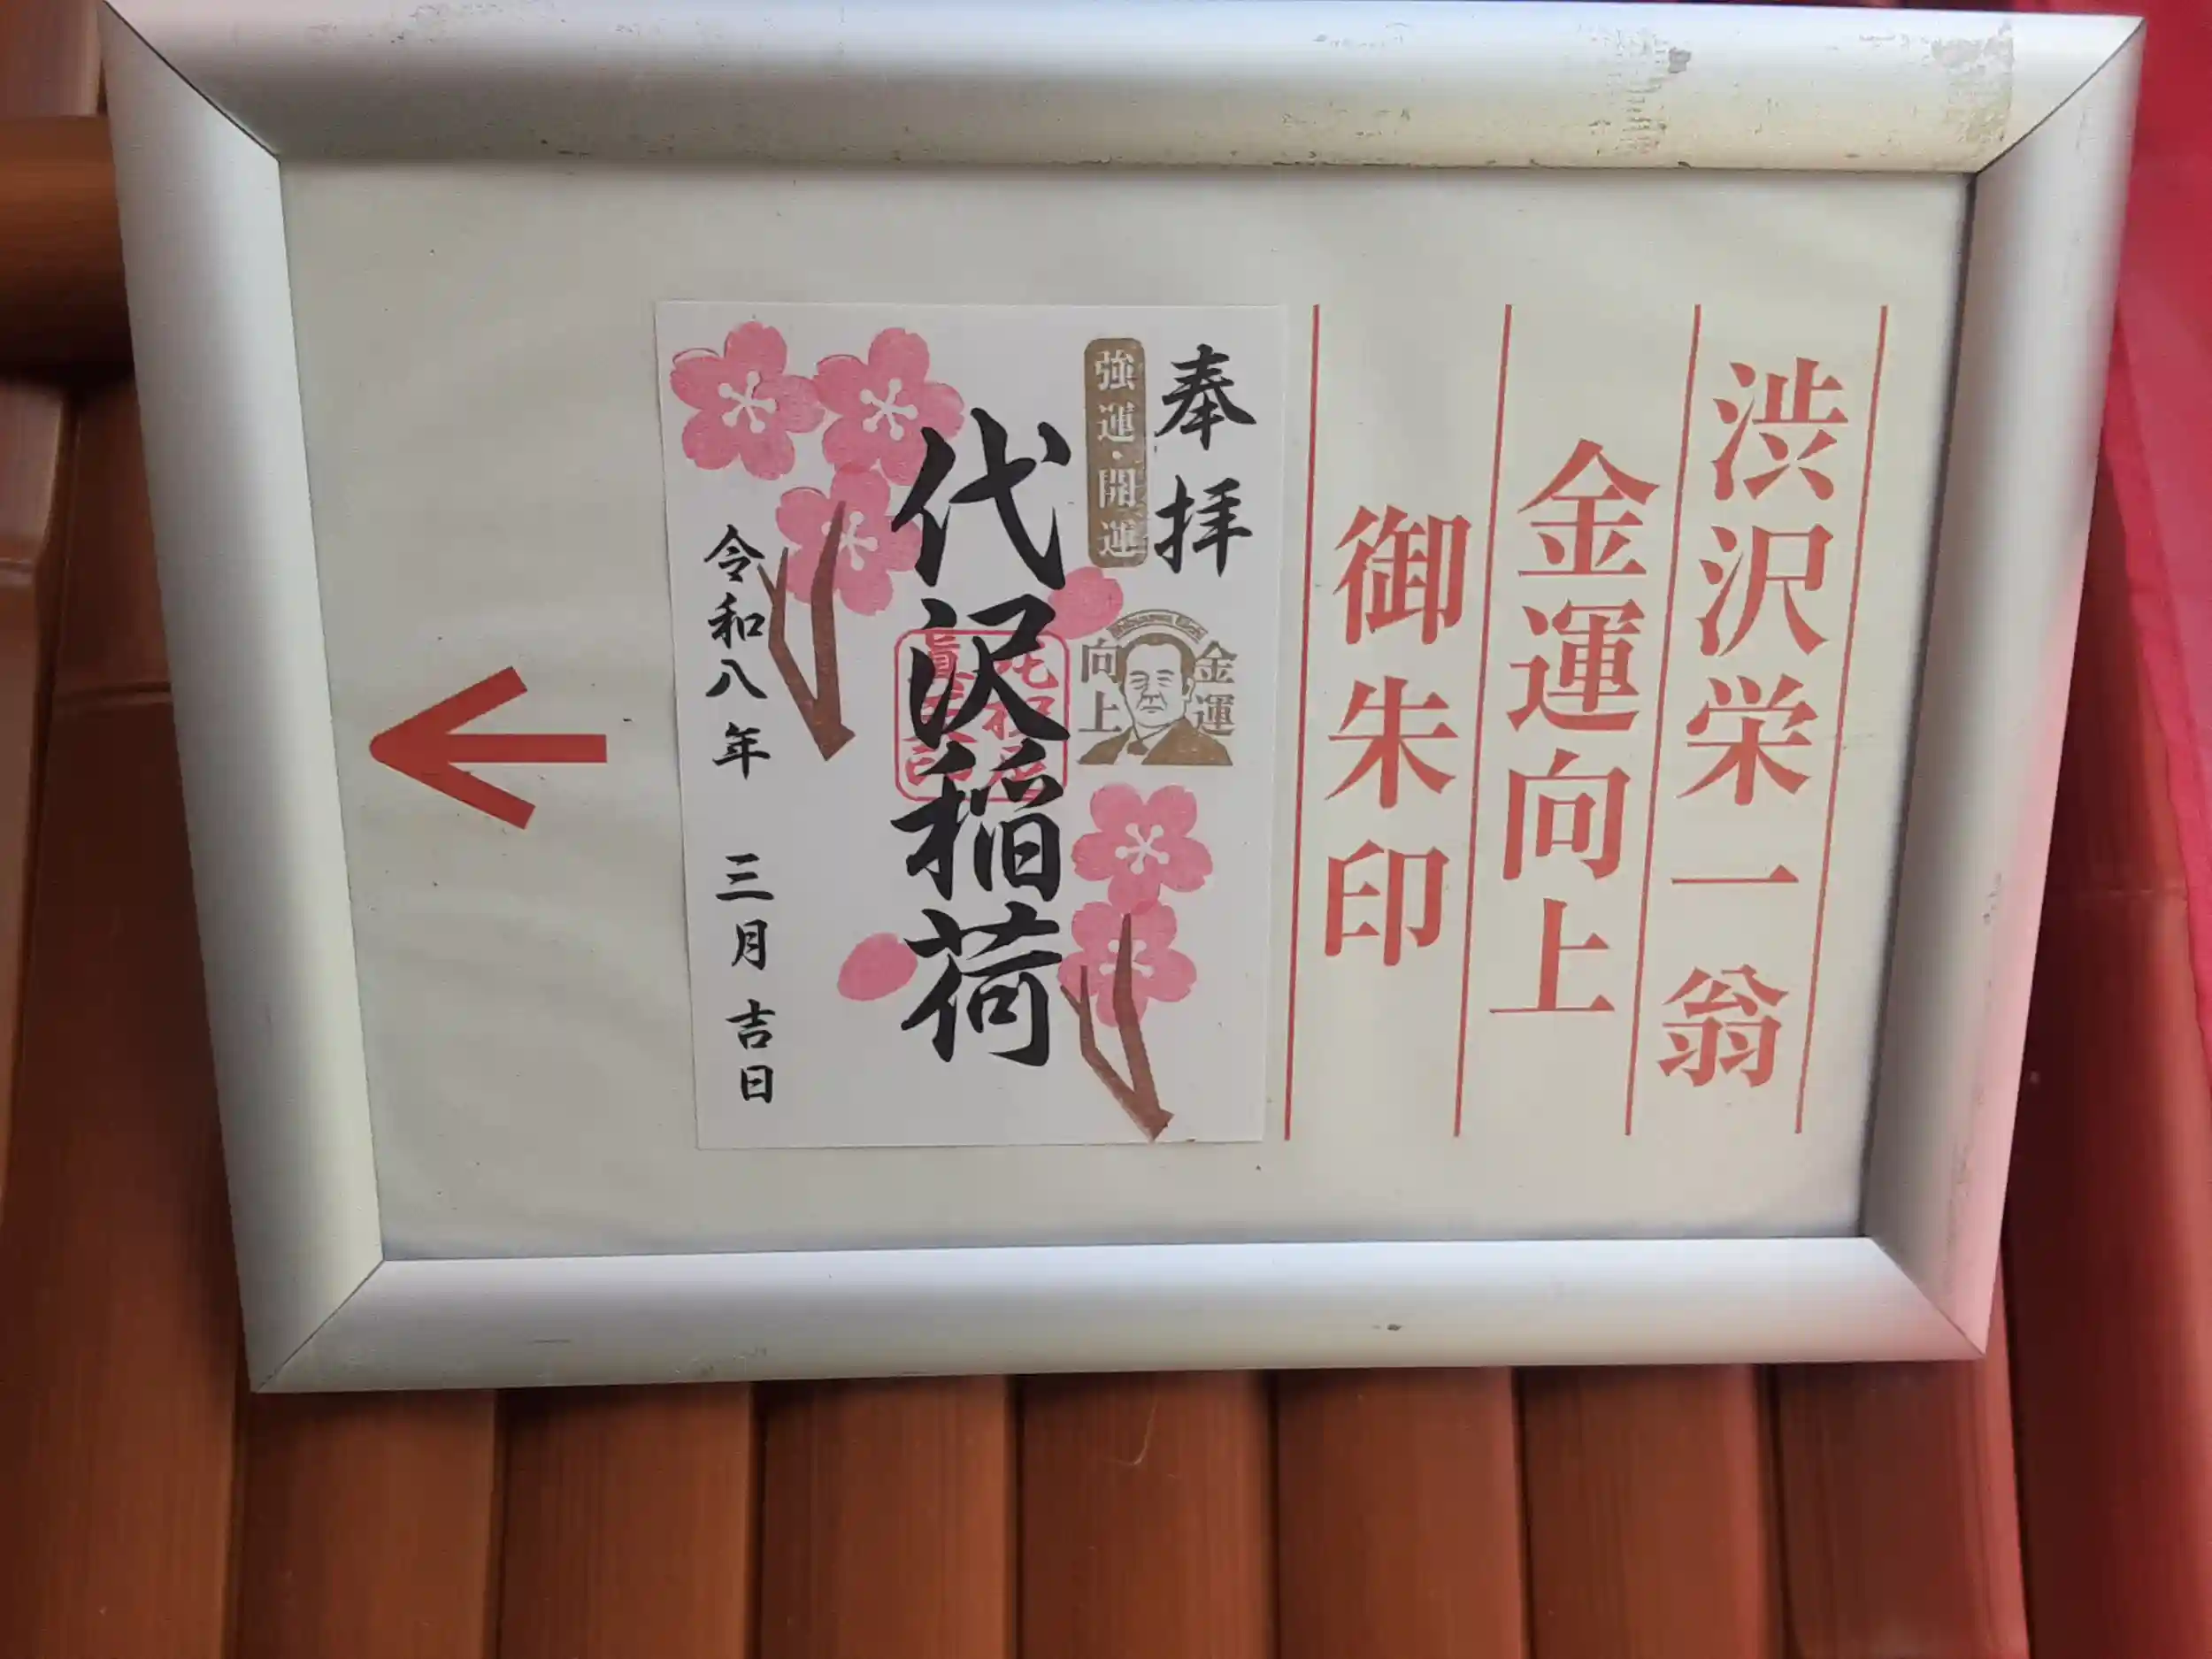 渋沢栄一翁
金運向上
御朱印
奉拝
強運・開運
金運
向上
代沢稲荷
令和八年 三月 吉日